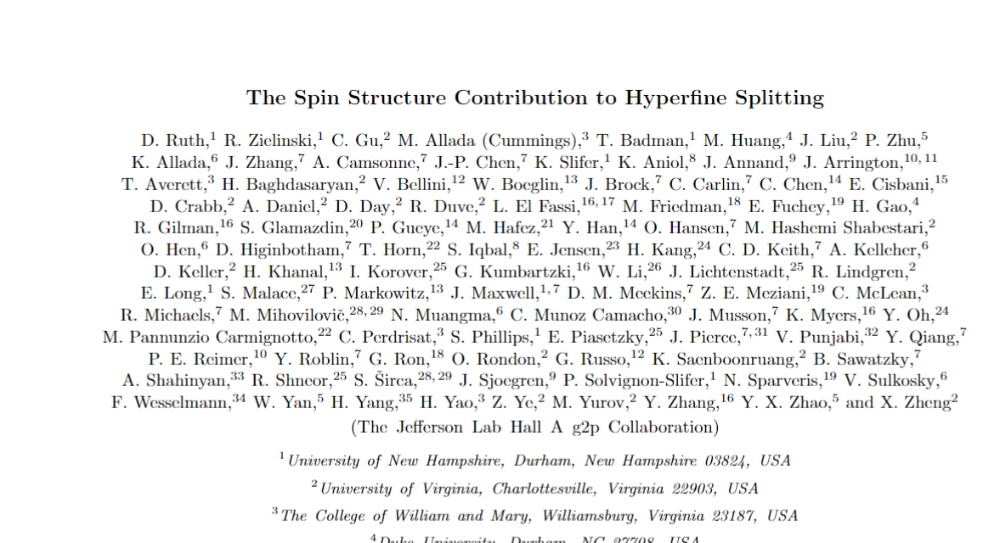 The Spin Structure Contribution to Hyperfine Splitting
D. Ruth,¹ R. Zielinski,¹ C. Gu,² M. Allada (Cummings),³ T. Badman,¹ M. Huang,⁴ J. Liu,² P. Zhu,⁵
K. Allada,⁶ J. Zhang,⁷ A. Camsonne,⁷ J.-P. Chen,⁷ K. Slifer,¹ K. Aniol,⁸ J. Annand,⁹ J. Arrington,¹⁰,¹¹
T. Averett,³ H. Baghdasaryan,² V. Bellini,¹² W. Boeglin,¹³ J. Brock,⁷ C. Carlin,⁷ C. Chen,¹⁴ E. Cisbani,¹⁵
D. Crabb,² A. Daniel,² D. Day,² R. Duve,² L. El Fassi,¹⁶,¹⁷ M. Friedman,¹⁸ E. Fuchey,¹⁹ H. Gao,⁴
R. Gilman,¹⁶ S. Glamazdin,²⁰ P. Gueye,¹⁴ M. Hafez,²¹ Y. Han,¹⁴ O. Hansen,⁷ M. Hashemi Shabestari,²
O. Hen,⁶ D. Higinbotham,⁷ T. Horn,²² S. Iqbal,⁸ E. Jensen,²³ H. Kang,²⁴ C. D. Keith,⁷ A. Kelleher,⁶
D. Keller,² H. Khanal,¹³ I. Korover,²⁵ G. Kumbartzki,¹⁶ W. Li,²⁶ J. Lichtenstadt,²⁵ R. Lindgren,²
E. Long,¹ S. Malace,²⁷ P. Markowitz,¹³ J. Maxwell,¹,⁷ D. M. Meekins,⁷ Z. E. Meziani,¹⁹ C. McLean,³
R. Michaels,⁷ M. Mihovilovič,²⁸,²⁹ N. Muangma,⁶ C. Munoz Camacho,³⁰ J. Musson,⁷ K. Myers,¹⁶ Y. Oh,²⁴
M. Pannunzio Carmignotto,²² C. Perdrisat,³ S. Phillips,¹ E. Piasetzky,²⁵ J. Pierce,⁷,³¹ V. Punjabi,³² Y. Qiang,⁷
P. E. Reimer,¹⁰ Y. Roblin,⁷ G. Ron,¹⁸ O. Rondon,² G. Russo,¹² K. Saenboonruang,² B. Sawatzky,⁷
A. Shahinyan,³³ R. Shneor,²⁵ S. Širca,²⁸,²⁹ J. Sjoegren,⁹ P. Solvignon-Slifer,¹ N. Sparveris,¹⁹ V. Sulkosky,⁶
F. Wesselmann,³⁴ W. Yan,⁵ H. Yang,³⁵ H. Yao,³ Z. Ye,² M. Yurov,² Y. Zhang,¹⁶ Y. X. Zhao,⁵ and X. Zheng²
(The Jefferson Lab Hall A g2p Collaboration)
¹University of New Hampshire, Durham, New Hampshire 03824, USA
²University of Virginia, Charlottesville, Virginia 22903, USA
³The College of William and Mary, Williamsburg, Virginia 23187, USA
⁴Duke University, Durham, NC 27708, USA